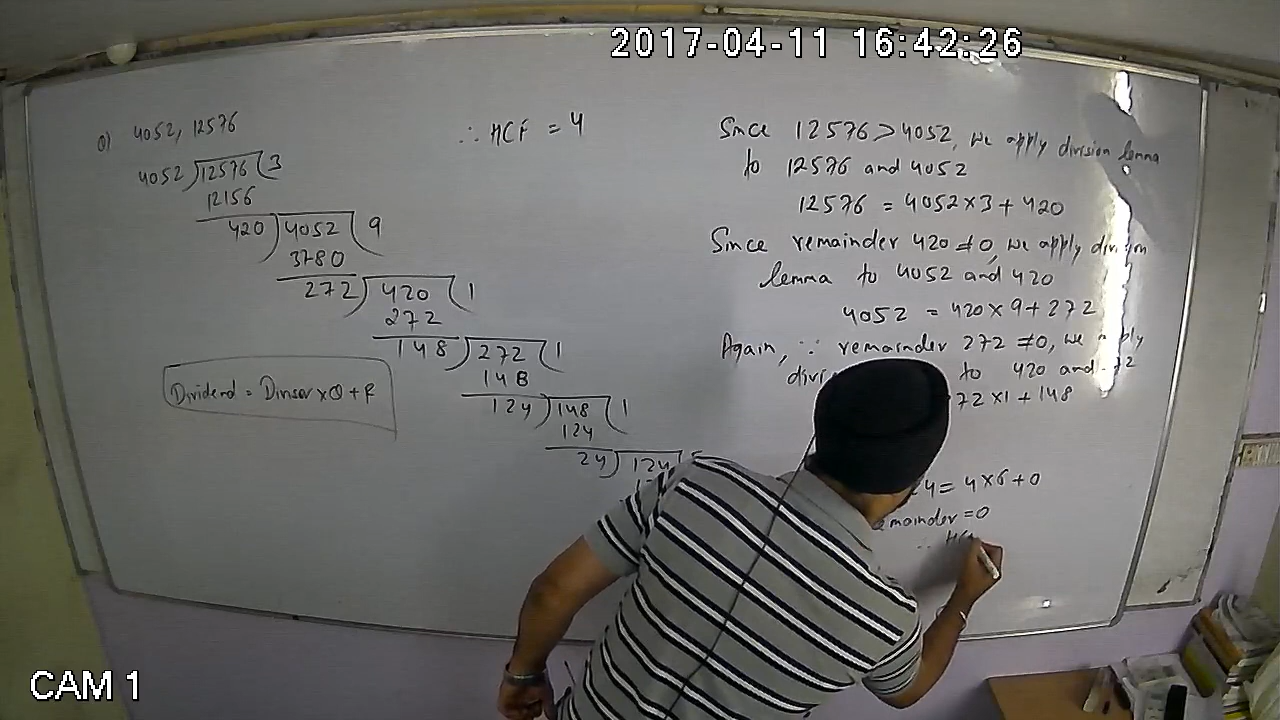 2017-04-11 16:42:26
a) 4052, 12576
4052 ) 12576 ( 3
12156
420 ) 4052 ( 9
3780
272 ) 420 ( 1
272
148 ) 272 ( 1
148
124 ) 148 ( 1
124
24 ) 124
Dividend = Divisor × Q + R
∴ HCF = 4
Since 12576 > 4052, we apply division lemma
to 12576 and 4052
12576 = 4052 × 3 + 420
Since remainder 420 ≠ 0, we apply division
lemma to 4052 and 420
4052 = 420 × 9 + 272
Again, ∵ remainder 272 ≠ 0, we
to 420 and
72 × 1 + 148
4 = 4 × 6 + 0
mainder = 0
∴
CAM 1